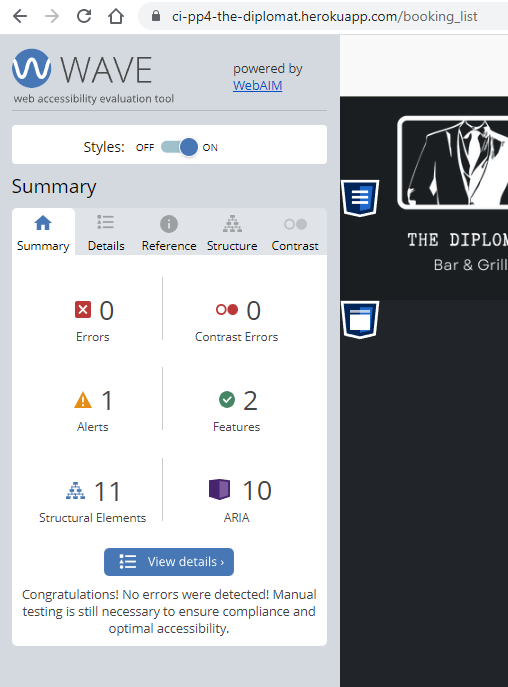 ci-pp4-the-diplomat.herokuapp.com/booking_list
WAVE
web accessibility evaluation tool
powered by
WebAIM
Styles: OFF ON
Summary
Summary Details Reference Structure Contrast
0 0
Errors Contrast Errors
1 2
Alerts Features
11 10
Structural Elements ARIA
View details ›
Congratulations! No errors were detected! Manual
testing is still necessary to ensure compliance and
optimal accessibility.
THE DIPLOM
Bar & Grill